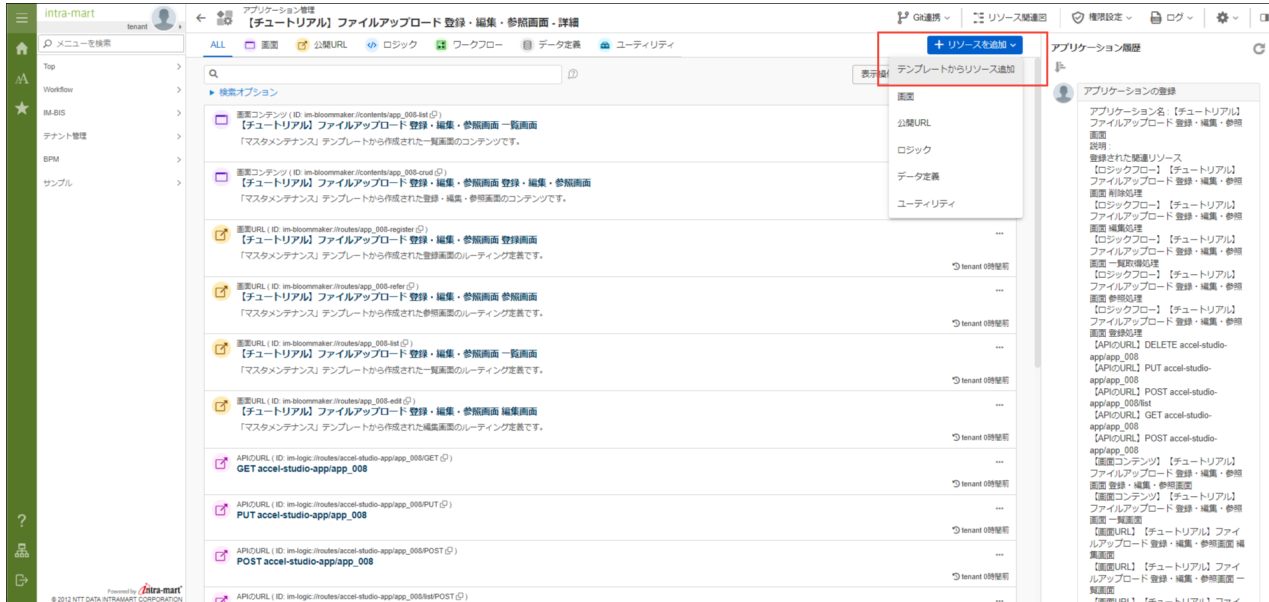 intra-mart
tenant
メニューを検索
Top
Workflow
IM-BIS
テナント管理
BPM
サンプル
Powered by intra-mart
© 2012 NTT DATA INTRAMART CORPORATION
アプリケーション管理
【チュートリアル】ファイルアップロード 登録・編集・参照画面 - 詳細
Git連携
リソース関連図
権限設定
ログ
ALL
画面
公開URL
ロジック
ワークフロー
データ定義
ユーティリティ
リソースを追加
検索オプション
テンプレートからリソース追加
画面
公開URL
ロジック
データ定義
ユーティリティ
画面コンテンツ ( ID: im-bloommaker://contents/app_008-list )
【チュートリアル】ファイルアップロード 登録・編集・参照画面 一覧画面
「マスタメンテナンス」テンプレートから作成された一覧画面のコンテンツです。
画面コンテンツ ( ID: im-bloommaker://contents/app_008-crud )
【チュートリアル】ファイルアップロード 登録・編集・参照画面 登録・編集・参照画面
「マスタメンテナンス」テンプレートから作成された登録・編集・参照画面のコンテンツです。
画面URL ( ID: im-bloommaker://routes/app_008-register )
【チュートリアル】ファイルアップロード 登録・編集・参照画面 登録画面
「マスタメンテナンス」テンプレートから作成された登録画面のルーティング定義です。
tenant 0時間前
画面URL ( ID: im-bloommaker://routes/app_008-refer )
【チュートリアル】ファイルアップロード 登録・編集・参照画面 参照画面
「マスタメンテナンス」テンプレートから作成された参照画面のルーティング定義です。
tenant 0時間前
画面URL ( ID: im-bloommaker://routes/app_008-list )
【チュートリアル】ファイルアップロード 登録・編集・参照画面 一覧画面
「マスタメンテナンス」テンプレートから作成された一覧画面のルーティング定義です。
tenant 0時間前
画面URL ( ID: im-bloommaker://routes/app_008-edit )
【チュートリアル】ファイルアップロード 登録・編集・参照画面 編集画面
「マスタメンテナンス」テンプレートから作成された編集画面のルーティング定義です。
tenant 0時間前
APIのURL ( ID: im-logic://routes/accel-studio-app/app_008/GET )
GET accel-studio-app/app_008
tenant 0時間前
APIのURL ( ID: im-logic://routes/accel-studio-app/app_008/PUT )
PUT accel-studio-app/app_008
tenant 0時間前
APIのURL ( ID: im-logic://routes/accel-studio-app/app_008/POST )
POST accel-studio-app/app_008
tenant 0時間前
APIのURL ( ID: im-logic://routes/accel-studio-app/app_008/list/POST )
アプリケーション履歴
アプリケーションの登録
アプリケーション名 : 【チュートリアル】
ファイルアップロード 登録・編集・参照
画面
説明 :
登録された関連リソース
【ロジックフロー】【チュートリアル】
ファイルアップロード 登録・編集・参照
画面 削除処理
【ロジックフロー】【チュートリアル】
ファイルアップロード 登録・編集・参照
画面 編集処理
【ロジックフロー】【チュートリアル】
ファイルアップロード 登録・編集・参照
画面 一覧取得処理
【ロジックフロー】【チュートリアル】
ファイルアップロード 登録・編集・参照
画面 参照処理
【ロジックフロー】【チュートリアル】
ファイルアップロード 登録・編集・参照
画面 登録処理
【APIのURL】DELETE accel-studio-
app/app_008
【APIのURL】PUT accel-studio-
app/app_008
【APIのURL】POST accel-studio-
app/app_008/list
【APIのURL】GET accel-studio-
app/app_008
【APIのURL】POST accel-studio-
app/app_008
【画面コンテンツ】【チュートリアル】
ファイルアップロード 登録・編集・参照
画面 登録・編集・参照画面
【画面コンテンツ】【チュートリアル】
ファイルアップロード 登録・編集・参照
画面 一覧画面
【画面URL】【チュートリアル】ファイ
ルアップロード 登録・編集・参照画面 編
集画面
【画面URL】【チュートリアル】ファイ
ルアップロード 登録・編集・参照画面 一
覧画面